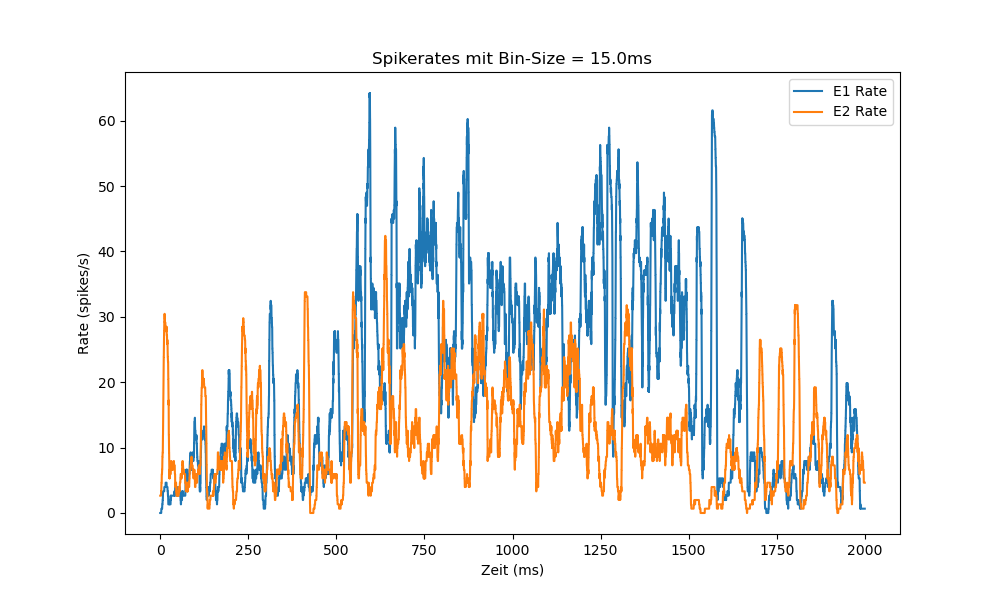 Spikerates mit Bin-Size = 15.0ms
E1 Rate
E2 Rate
60
50
40
30
20
10
0
Rate (spikes/s)
0 250 500 750 1000 1250 1500 1750 2000
Zeit (ms)